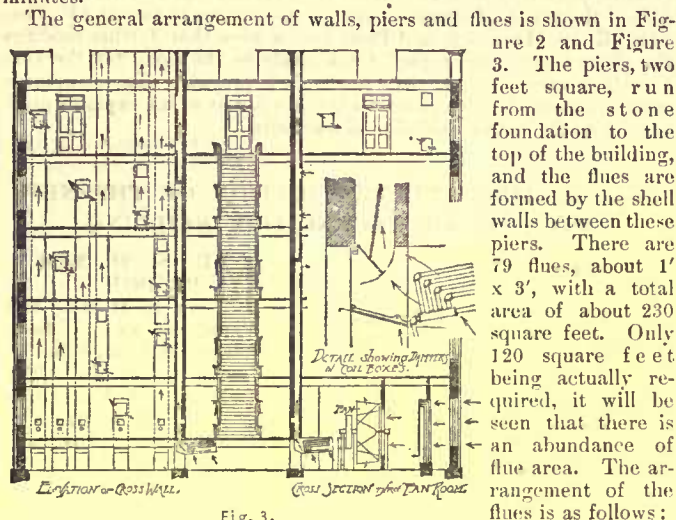 The general arrangement of walls, piers and flues is shown in Fig-
ure 2 and Figure
3. The piers, two
feet square, run
from the stone
foundation to the
top of the building,
and the flues are
formed by the shell
walls between these
piers. There are
79 flues, about 1'
x 3', with a total
area of about 230
square feet. Only
120 square feet
being actually re-
quired, it will be
seen that there is
an abundance of
flue area. The ar-
rangement of the
flues is as follows:
DETAIL showing DAMPERS
IN COIL BOXES.
FAN
ELEVATION OF CROSS WALL.
CROSS SECTION THRO FAN ROOM.
Fig. 3.